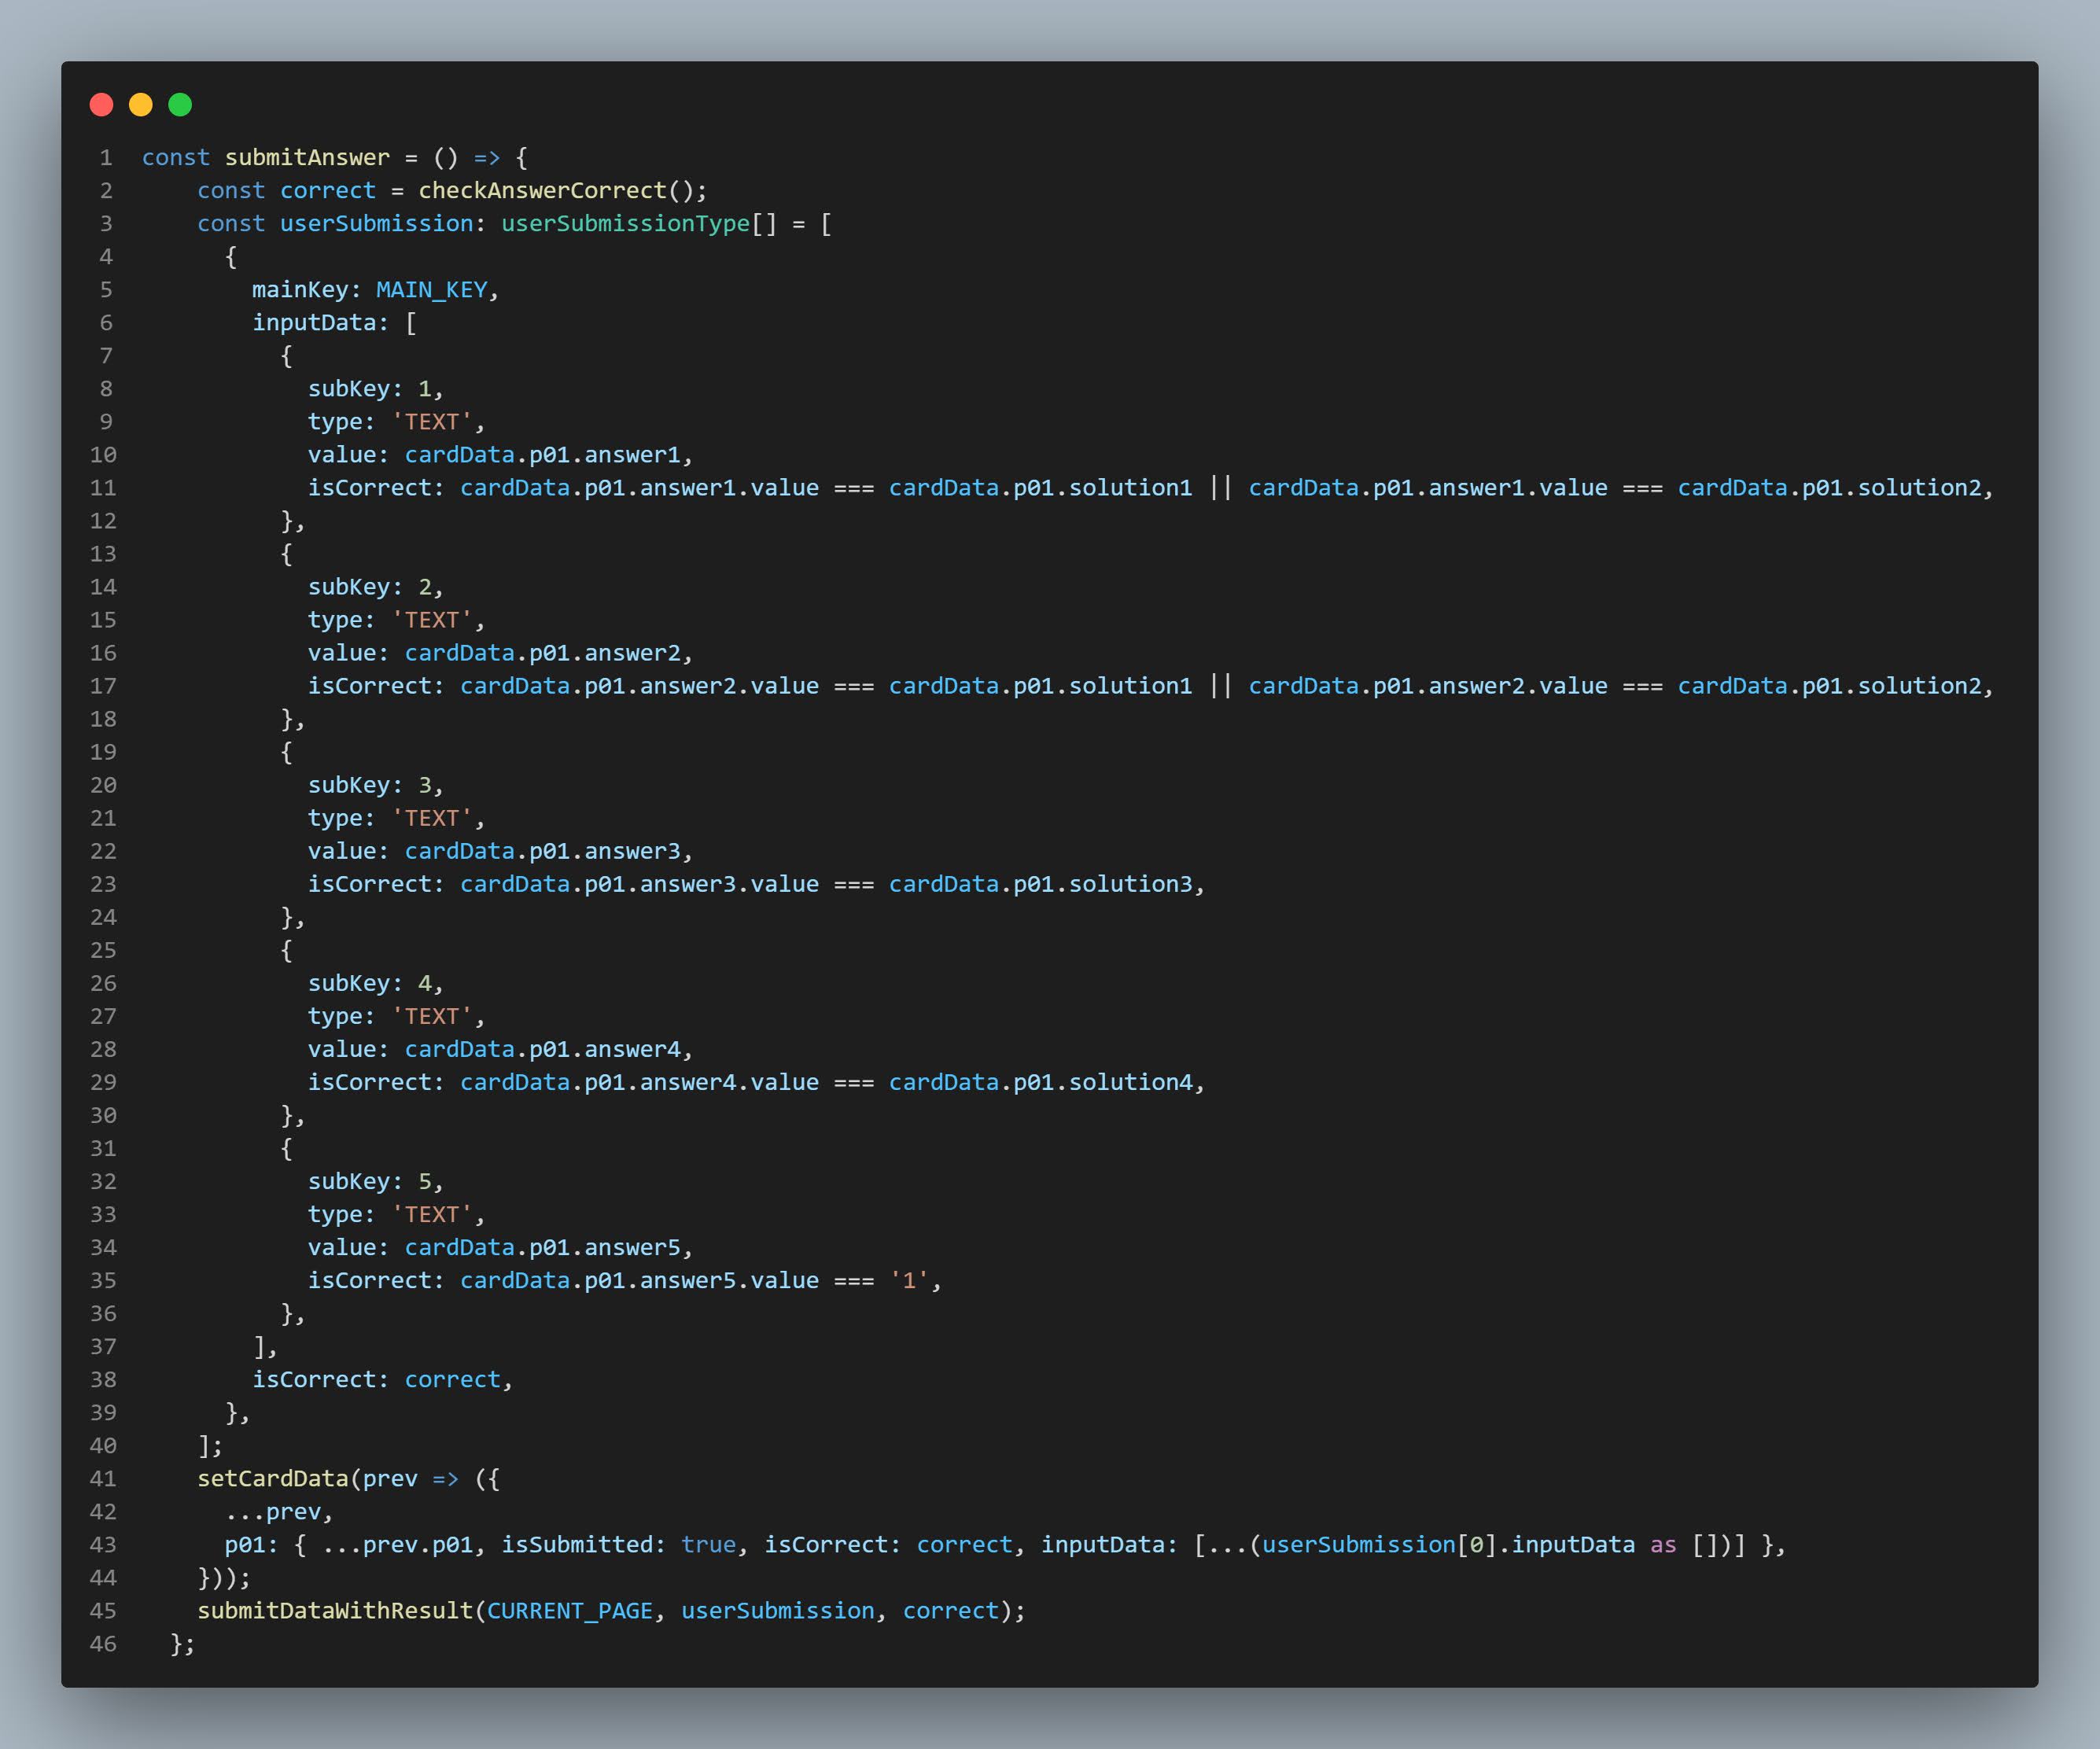 1 const submitAnswer = () => {
2 const correct = checkAnswerCorrect();
3 const userSubmission: userSubmissionType[] = [
4 {
5 mainKey: MAIN_KEY,
6 inputData: [
7 {
8 subKey: 1,
9 type: 'TEXT',
10 value: cardData.p01.answer1,
11 isCorrect: cardData.p01.answer1.value === cardData.p01.solution1 || cardData.p01.answer1.value === cardData.p01.solution2,
12 },
13 {
14 subKey: 2,
15 type: 'TEXT',
16 value: cardData.p01.answer2,
17 isCorrect: cardData.p01.answer2.value === cardData.p01.solution1 || cardData.p01.answer2.value === cardData.p01.solution2,
18 },
19 {
20 subKey: 3,
21 type: 'TEXT',
22 value: cardData.p01.answer3,
23 isCorrect: cardData.p01.answer3.value === cardData.p01.solution3,
24 },
25 {
26 subKey: 4,
27 type: 'TEXT',
28 value: cardData.p01.answer4,
29 isCorrect: cardData.p01.answer4.value === cardData.p01.solution4,
30 },
31 {
32 subKey: 5,
33 type: 'TEXT',
34 value: cardData.p01.answer5,
35 isCorrect: cardData.p01.answer5.value === '1',
36 },
37 ],
38 isCorrect: correct,
39 },
40 ];
41 setCardData(prev => ({
42 ...prev,
43 p01: { ...prev.p01, isSubmitted: true, isCorrect: correct, inputData: [...(userSubmission[0].inputData as [])] },
44 }));
45 submitDataWithResult(CURRENT_PAGE, userSubmission, correct);
46 };